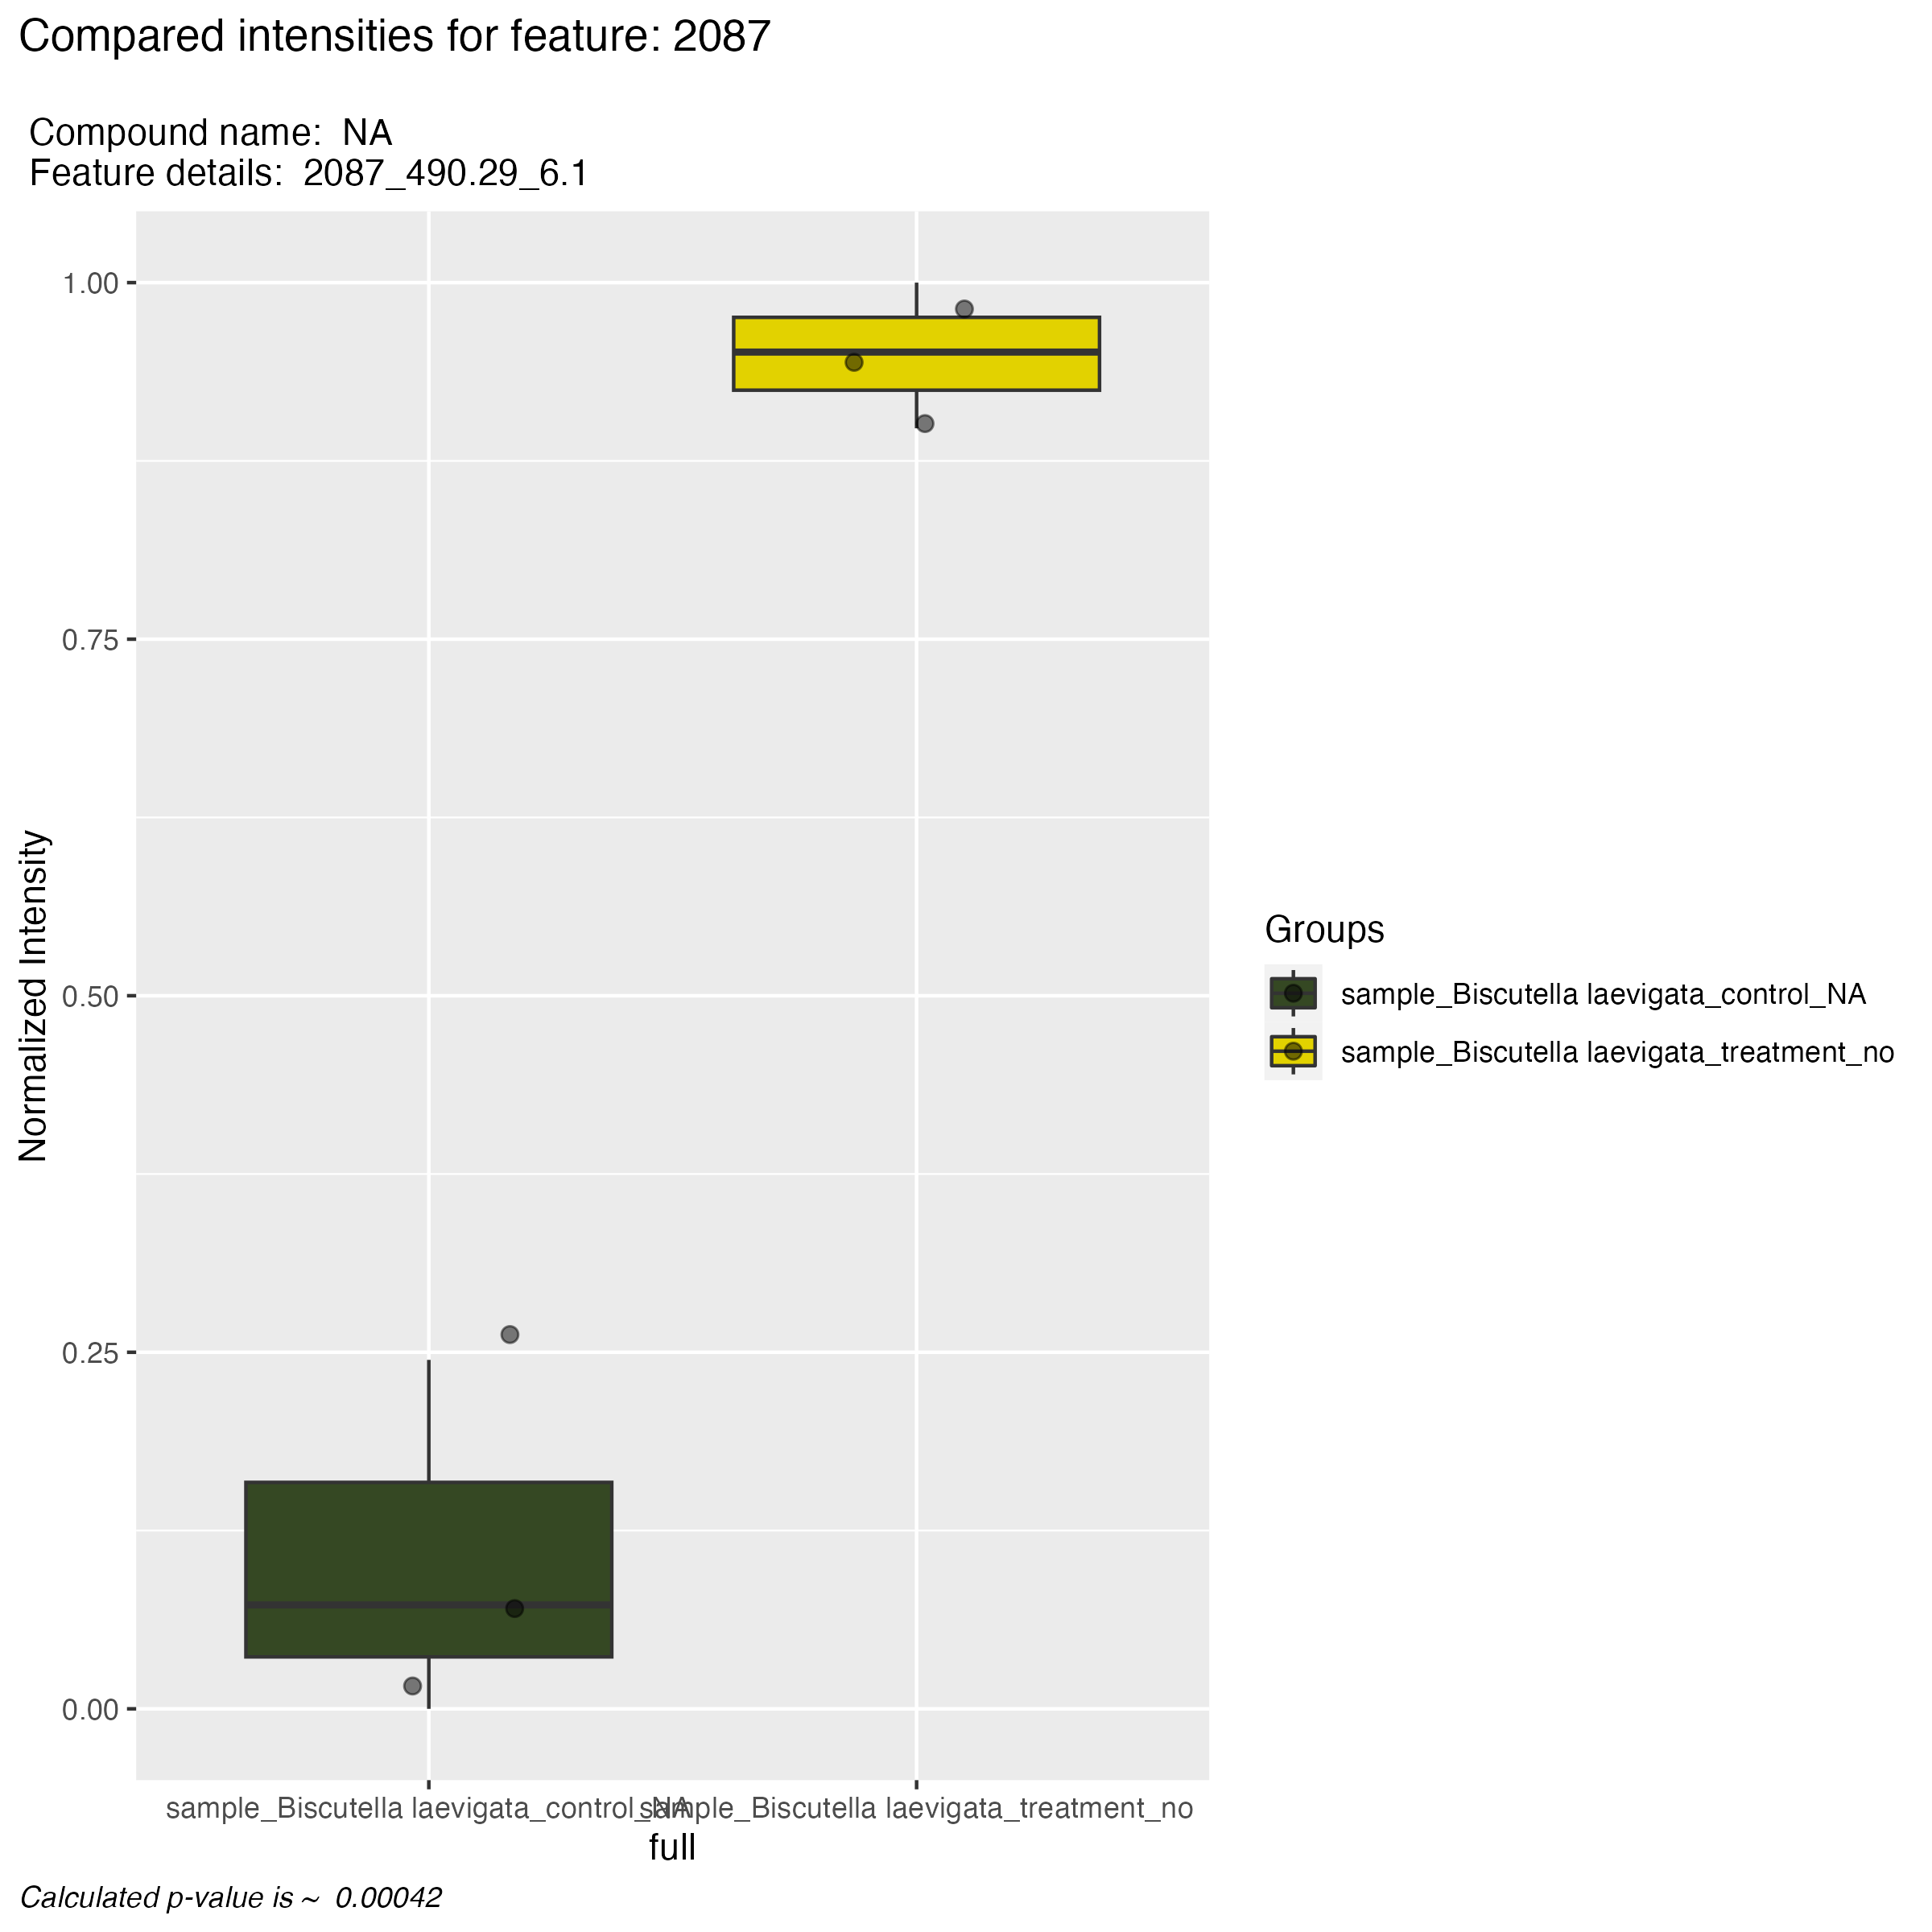 Compared intensities for feature: 2087
Compound name:  NA
Feature details:  2087_490.29_6.1
1.00
0.75
0.50
0.25
0.00
Normalized Intensity
Groups
sample_Biscutella laevigata_control_NA
sample_Biscutella laevigata_treatment_no
sample_Biscutella laevigata_control_NA
sample_Biscutella laevigata_treatment_no
full
Calculated p-value is ~  0.00042